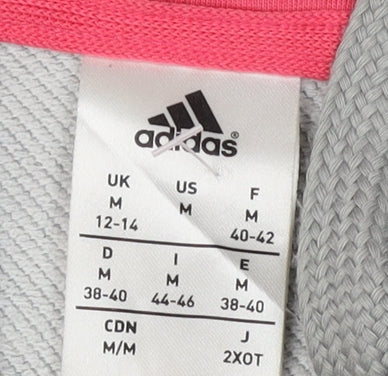 adidas®
UK US F
M M M
12-14 40-42
D I E
M M M
38-40 44-46 38-40
CDN J
M/M 2XOT